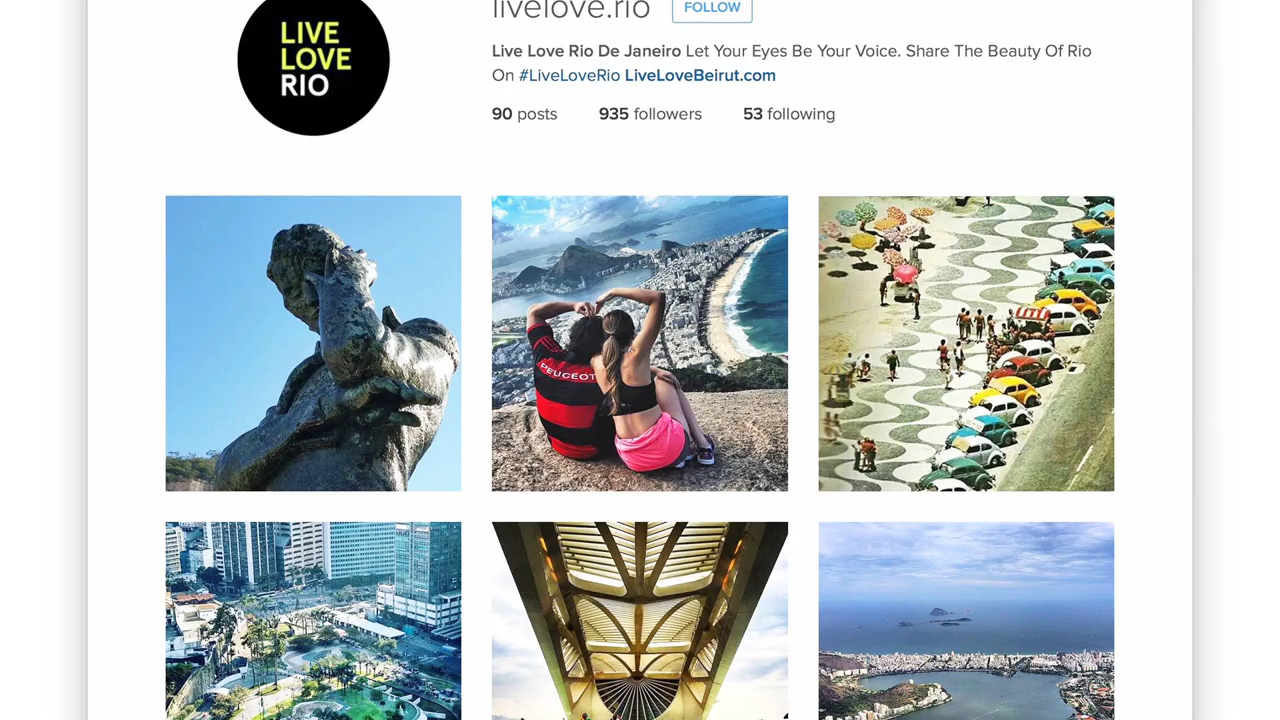 livelove.rio FOLLOW
LIVE
LOVE
RIO
Live Love Rio De Janeiro Let Your Eyes Be Your Voice. Share The Beauty Of Rio
On #LiveLoveRio LiveLoveBeirut.com
90 posts 935 followers 53 following
PEUGEOT